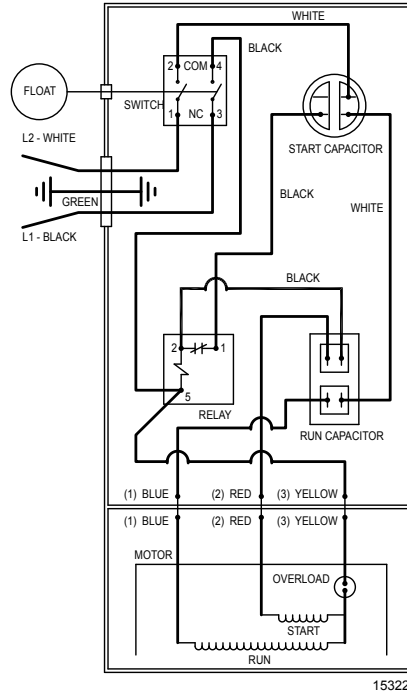 WHITE
BLACK
2 COM 4
FLOAT
SWITCH
1 NC 3
START CAPACITOR
L2 - WHITE
GREEN
L1 - BLACK
BLACK
WHITE
BLACK
2 1
5
RELAY
RUN CAPACITOR
(1) BLUE (2) RED (3) YELLOW
(1) BLUE (2) RED (3) YELLOW
MOTOR
OVERLOAD
START
RUN
15322